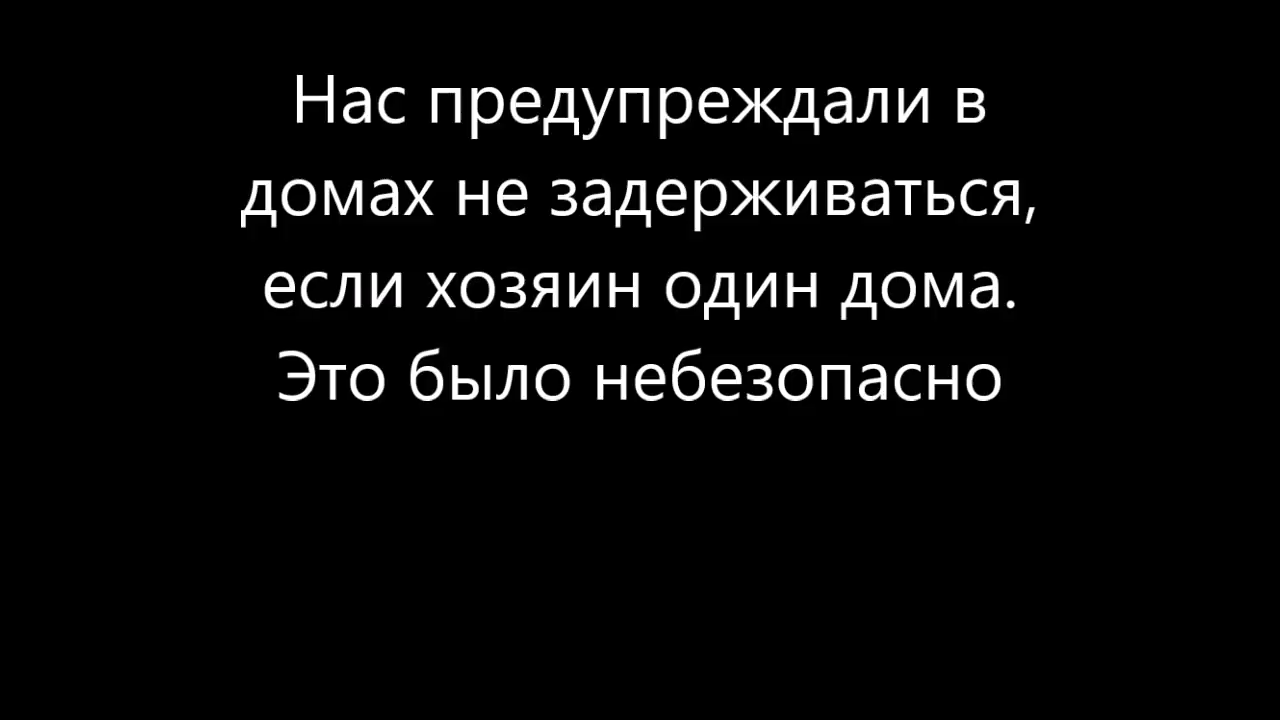 Нас предупреждали в
домах не задерживаться,
если хозяин один дома.
Это было небезопасно